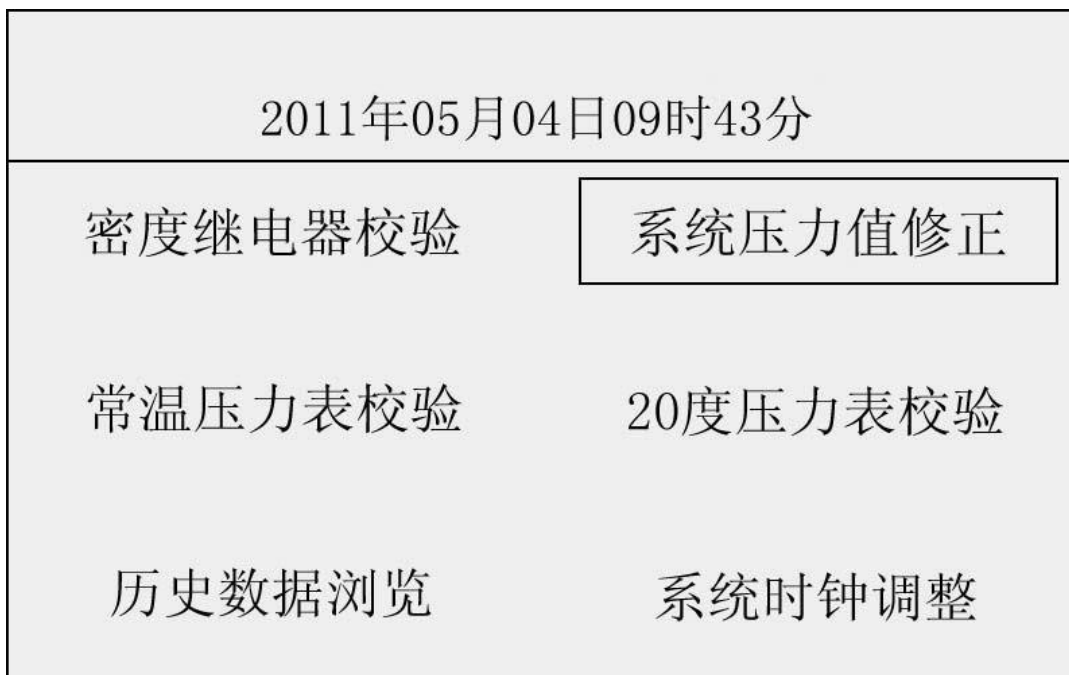 2011年05月04日09时43分
密度继电器校验 系统压力值修正
常温压力表校验 20度压力表校验
历史数据浏览 系统时钟调整